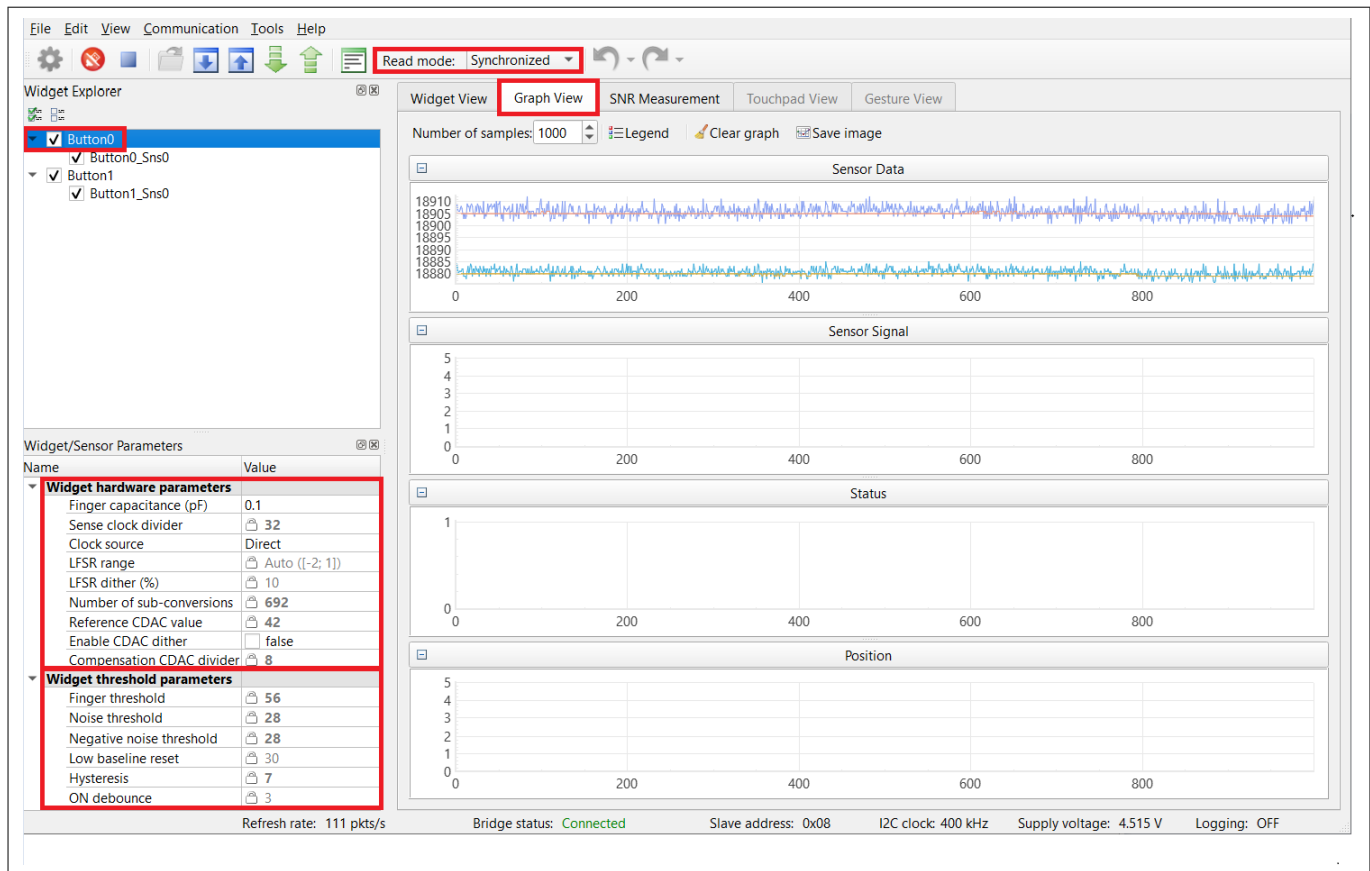 File Edit View Communication Tools Help
Read mode: Synchronized
Widget Explorer
Button0
Button0_Sns0
Button1
Button1_Sns0
Widget/Sensor Parameters
Name Value
Widget hardware parameters
Finger capacitance (pF) 0.1
Sense clock divider 32
Clock source Direct
LFSR range Auto ([-2; 1])
LFSR dither (%) 10
Number of sub-conversions 692
Reference CDAC value 42
Enable CDAC dither false
Compensation CDAC divider 8
Widget threshold parameters
Finger threshold 56
Noise threshold 28
Negative noise threshold 28
Low baseline reset 30
Hysteresis 7
ON debounce 3
Widget View Graph View SNR Measurement Touchpad View Gesture View
Number of samples: 1000 Legend Clear graph Save image
Sensor Data
18910
18905
18900
18895
18890
18885
18880
0 200 400 600 800
Sensor Signal
5
4
3
2
1
0
0 200 400 600 800
Status
1
0
0 200 400 600 800
Position
5
4
3
2
1
0
0 200 400 600 800
Refresh rate: 111 pkts/s Bridge status: Connected Slave address: 0x08 I2C clock: 400 kHz Supply voltage: 4.515 V Logging: OFF